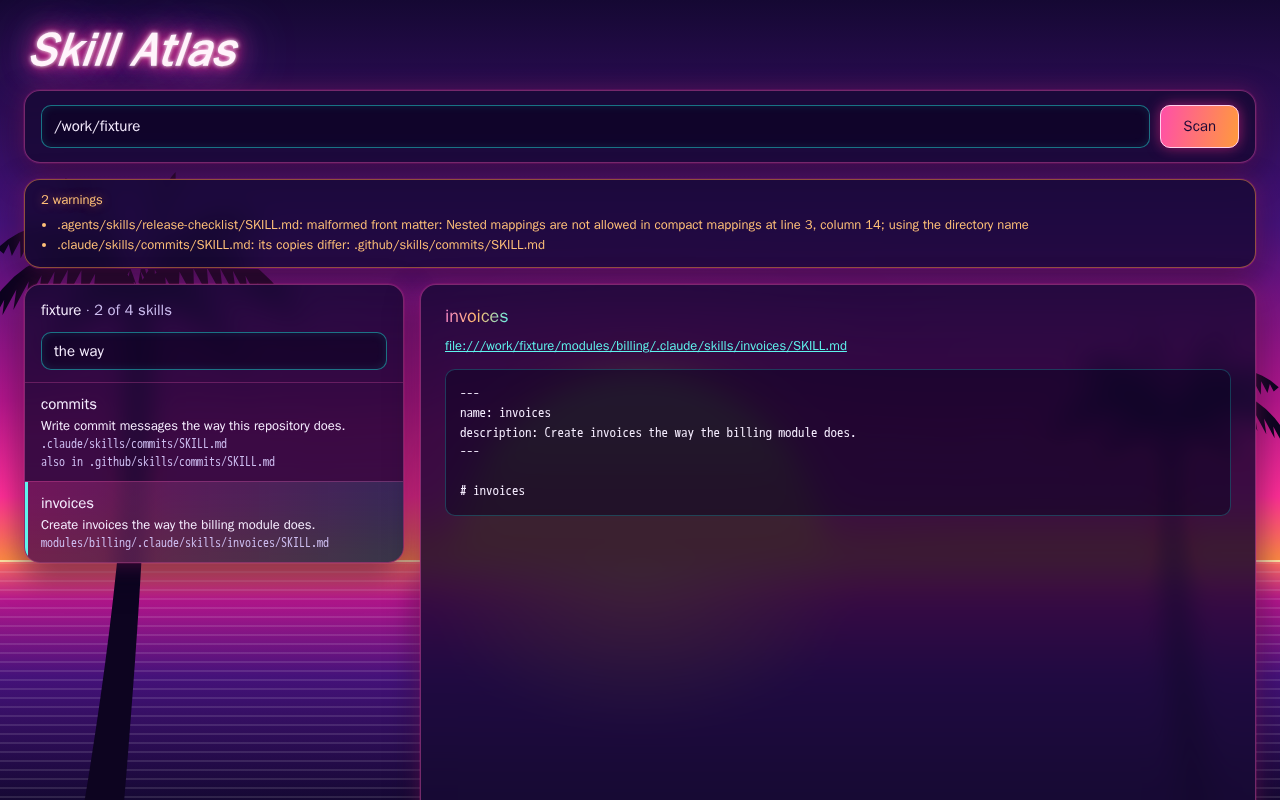 Skill Atlas
/work/fixture
Scan
2 warnings
• .agents/skills/release-checklist/SKILL.md: malformed front matter: Nested mappings are not allowed in compact mappings at line 3, column 14; using the directory name
• .claude/skills/commits/SKILL.md: its copies differ: .github/skills/commits/SKILL.md
fixture · 2 of 4 skills
the way
commits
Write commit messages the way this repository does.
.claude/skills/commits/SKILL.md
also in .github/skills/commits/SKILL.md
invoices
Create invoices the way the billing module does.
modules/billing/.claude/skills/invoices/SKILL.md
invoices
file:///work/fixture/modules/billing/.claude/skills/invoices/SKILL.md
---
name: invoices
description: Create invoices the way the billing module does.
---
# invoices